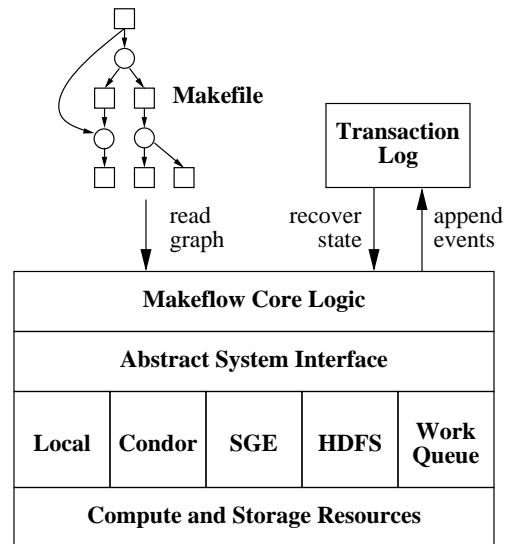 Makefile
Transaction
Log
read
graph
recover
state
append
events
Makeflow Core Logic
Abstract System Interface
Local
Condor
SGE
HDFS
Work
Queue
Compute and Storage Resources